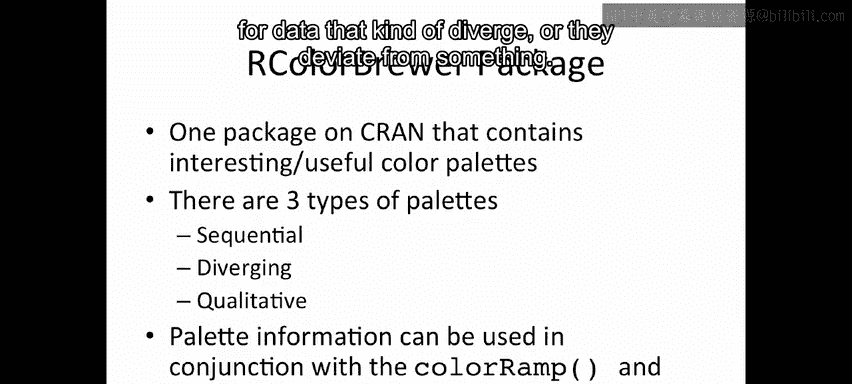 for data that kind of diverge, or they
deviate from something.
RColorBrewer Package
• One package on CRAN that contains
interesting/useful color palettes
• There are 3 types of palettes
– Sequential
– Diverging
– Qualitative
• Palette information can be used in
conjunction with the colorRamp() and
@bilibili.com